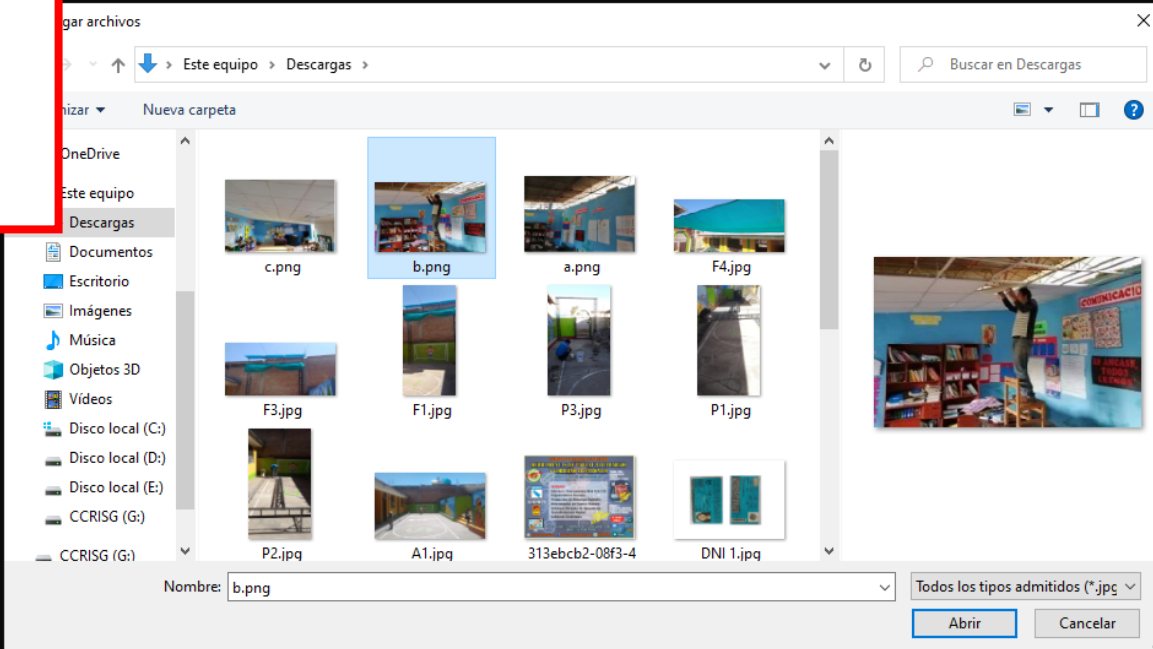 gar archivos
Este equipo > Descargas >
Buscar en Descargas
nizar
Nueva carpeta
OneDrive
Este equipo
Descargas
Documentos
Escritorio
Imágenes
Música
Objetos 3D
Vídeos
Disco local (C:)
Disco local (D:)
Disco local (E:)
CCRISG (G:)
CCRISG (G:)
c.png
b.png
a.png
F4.jpg
F3.jpg
F1.jpg
P3.jpg
P1.jpg
P2.jpg
A1.jpg
313ebcb2-08f3-4
DNI 1.jpg
COMUNICACIO
Nombre:
b.png
Todos los tipos admitidos (*.jpg
Abrir
Cancelar